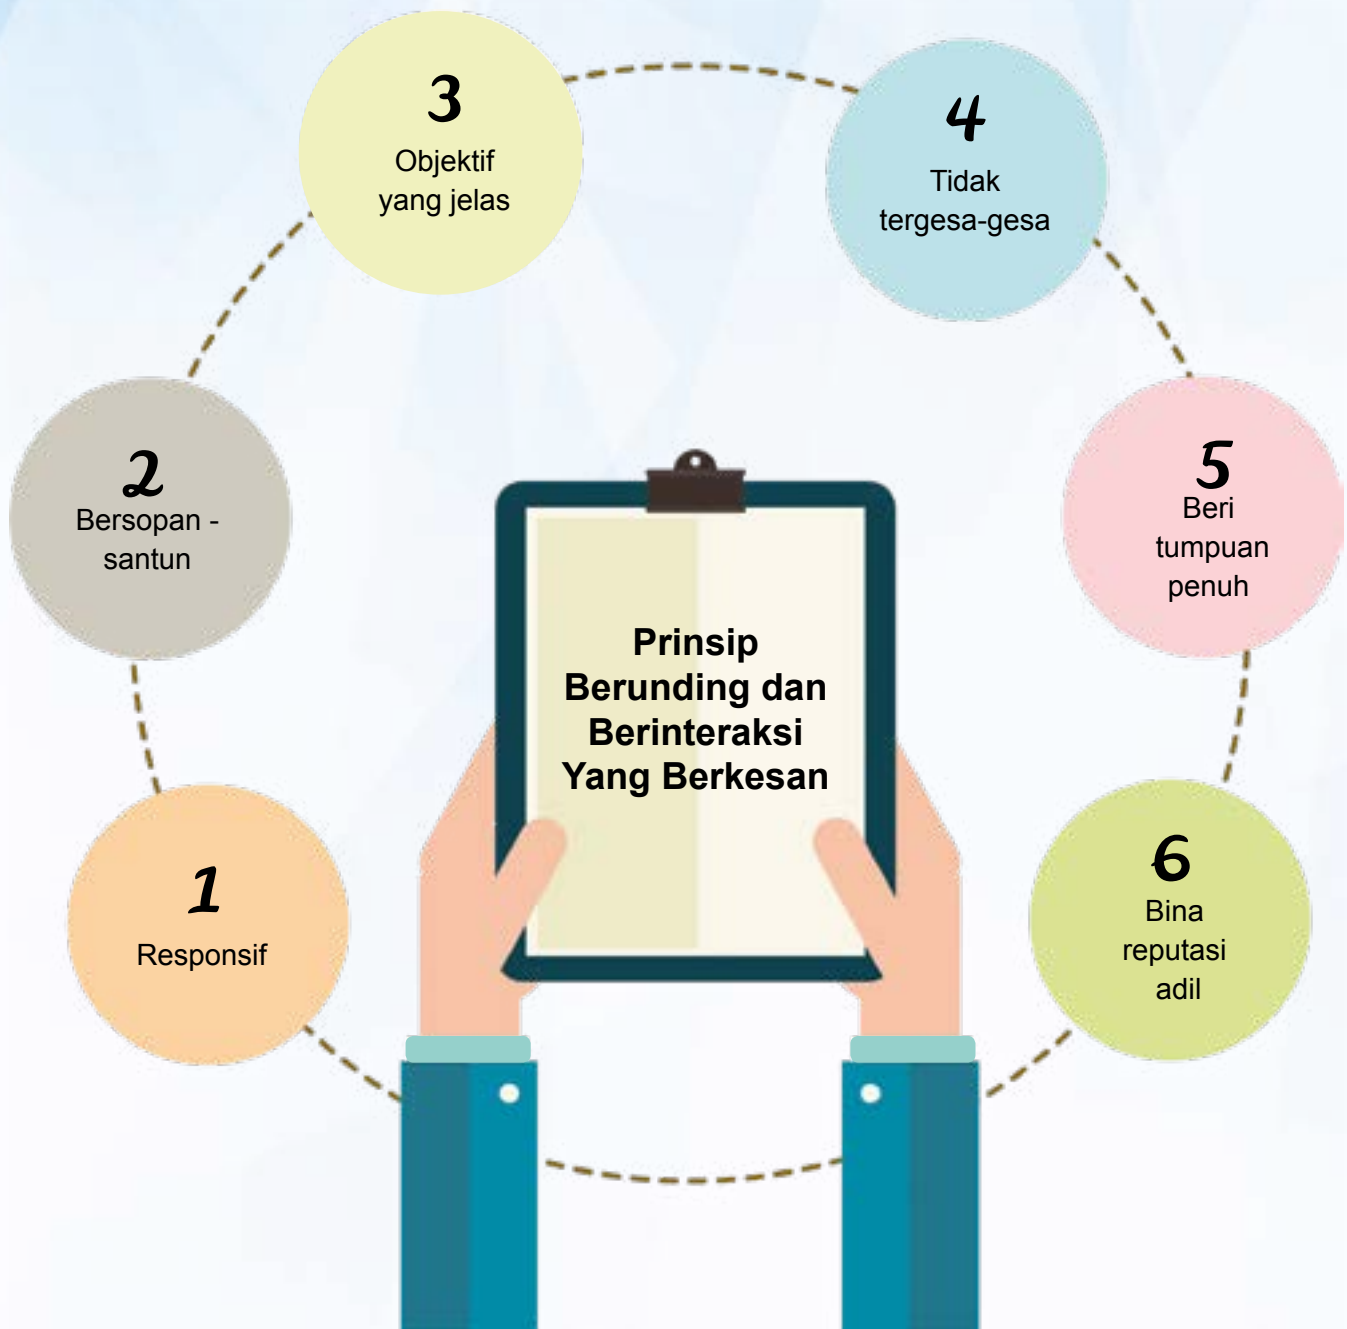 3
Objektif
yang jelas
4
Tidak
tergesa-gesa
2
Bersopan -
santun
5
Beri
tumpuan
penuh
Prinsip
Berunding dan
Berinteraksi
Yang Berkesan
1
Responsif
6
Bina
reputasi
adil